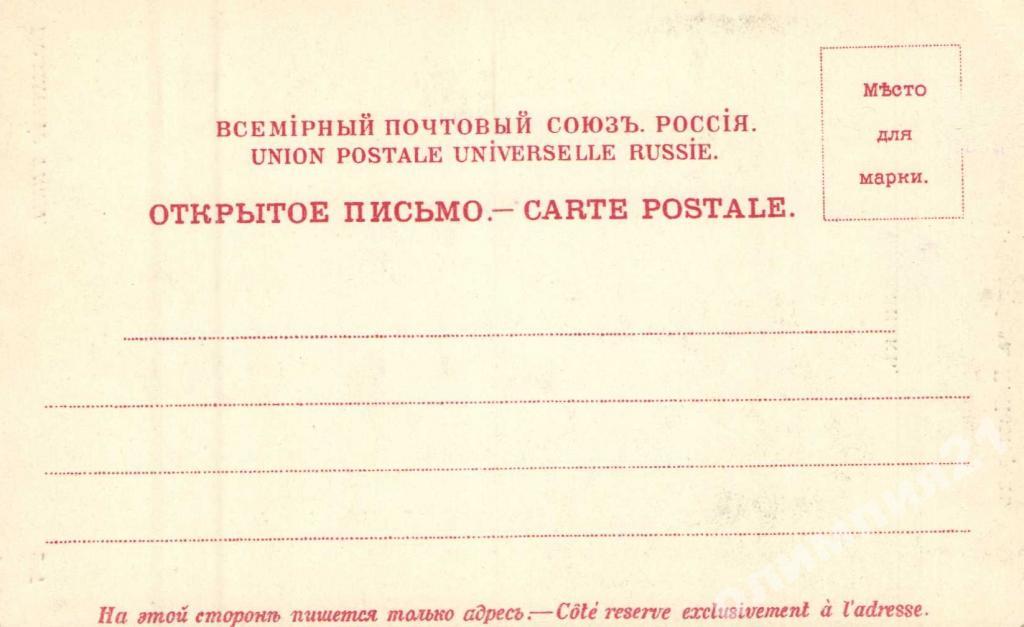 ВСЕМІРНЫЙ ПОЧТОВЫЙ СОЮЗЪ. РОССІЯ.
UNION POSTALE UNIVERSELLE RUSSIE.
ОТКРЫТОЕ ПИСЬМО.— CARTE POSTALE.
Мѣсто
для
марки.
На этой сторонѣ пишется только адресъ.—Côté reserve exclusivement à l'adresse.
олимпия21